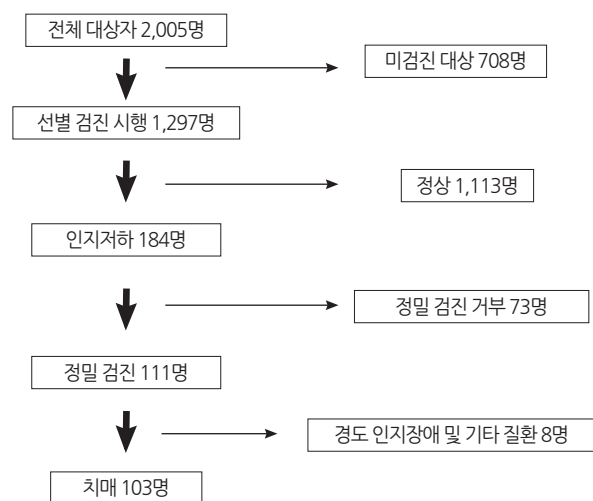 전체 대상자 2,005명
미검진 대상 708명
선별 검진 시행 1,297명
정상 1,113명
인지저하 184명
정밀 검진 거부 73명
정밀 검진 111명
경도 인지장애 및 기타 질환 8명
치매 103명